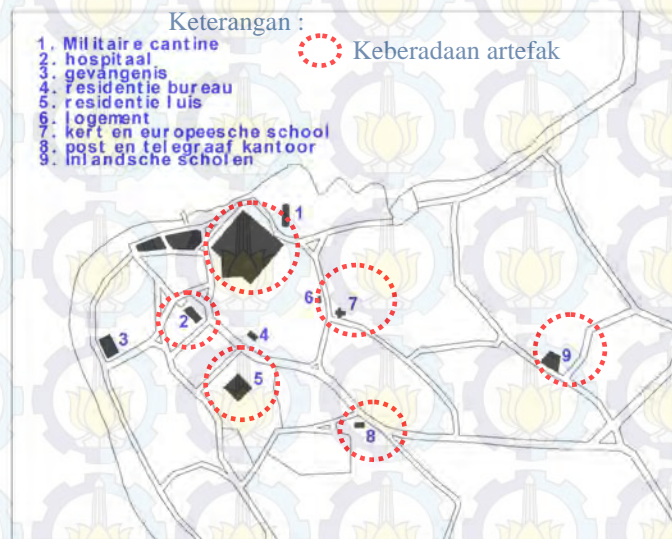 Keterangan :
Keberadaan artefak
1. Militaire cantine
2. hospitaal
3. gevangenis
4. residentie bureau
5. residentie luis
6. logement
7. kert en europeesche school
8. post en telegraaf kantoor
9. inlandsche scholen
1
2
3
4
5
6
7
8
9